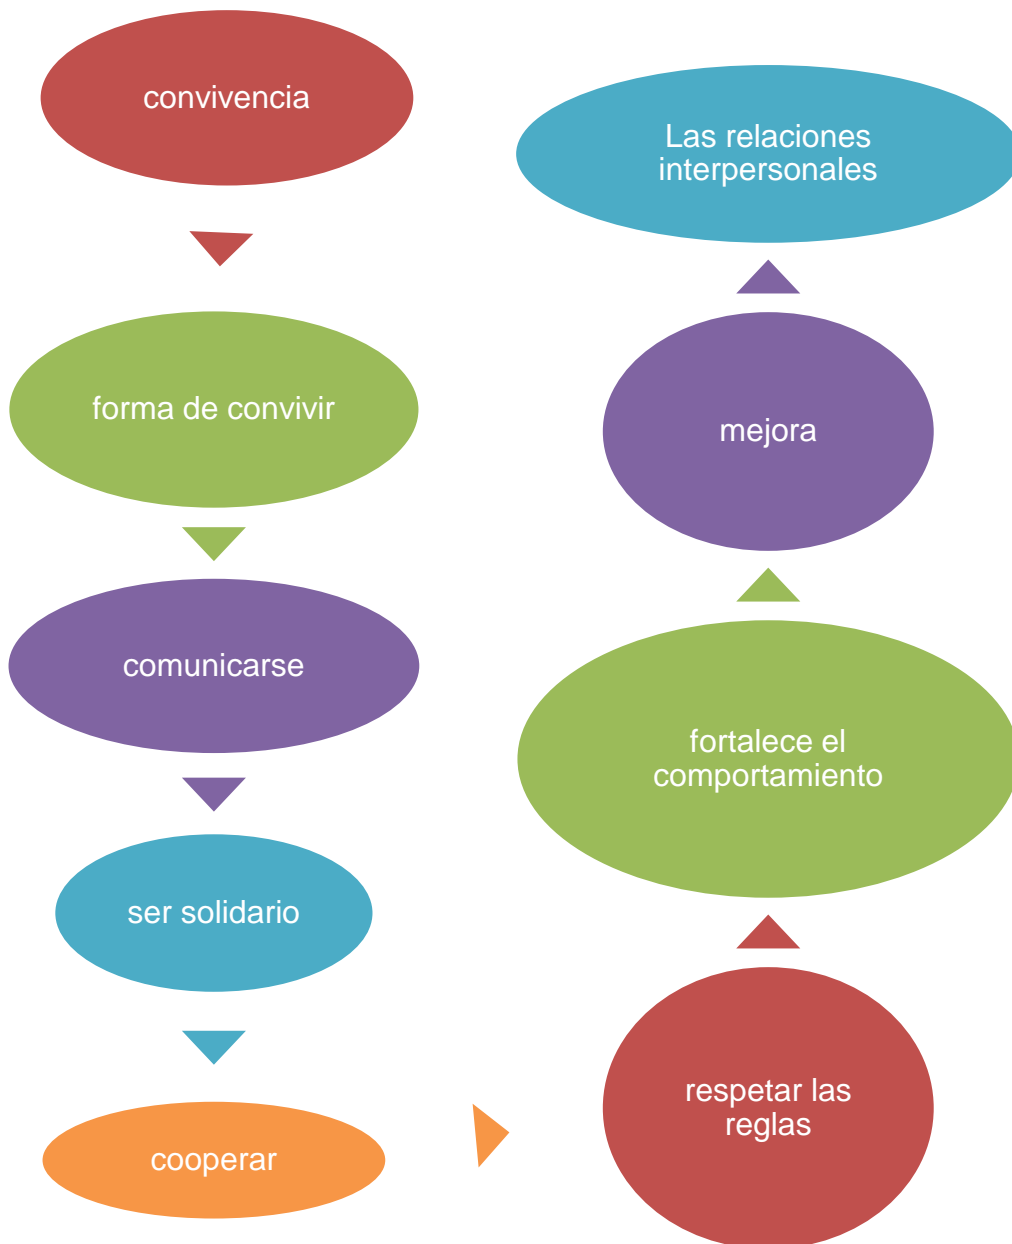 convivencia
forma de convivir
comunicarse
ser solidario
cooperar
respetar las
reglas
fortalece el
comportamiento
mejora
Las relaciones
interpersonales